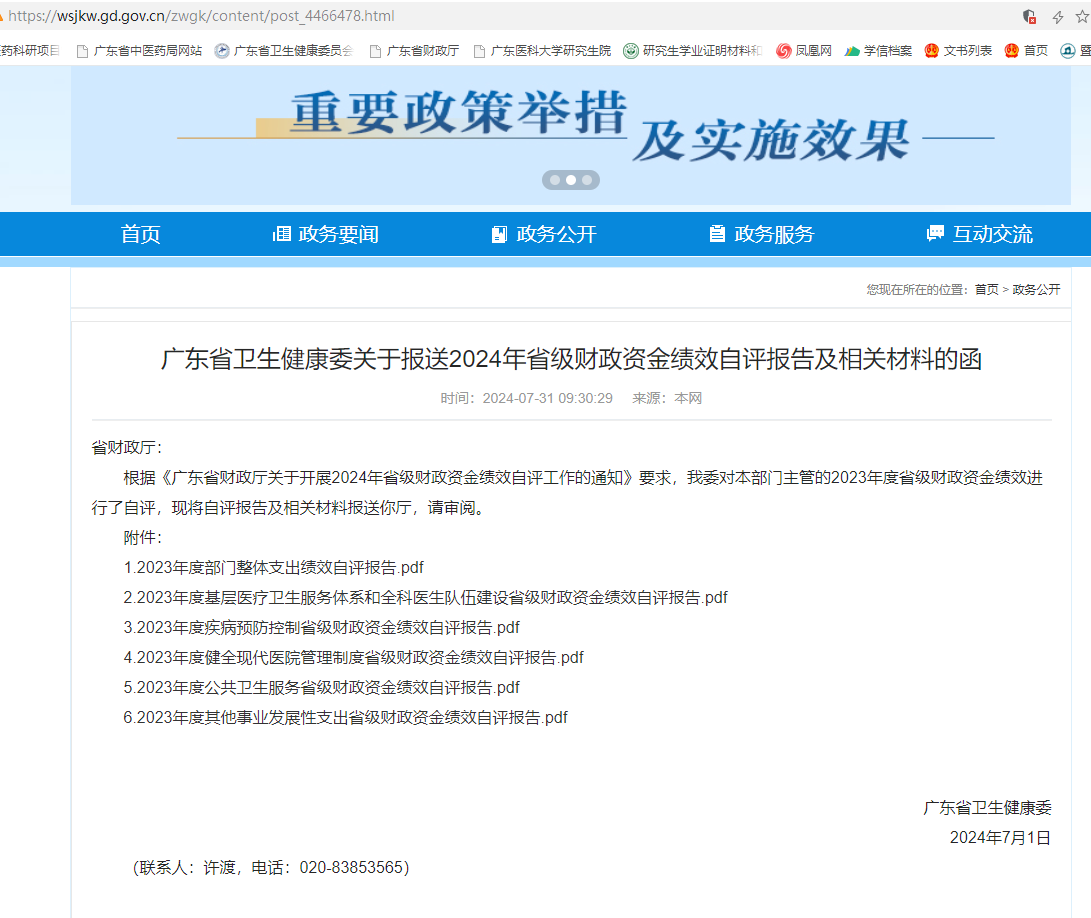 https://wsjkw.gd.gov.cn/zwgk/content/post_4466478.html
药科研项目 广东省中医药局网站 广东省卫生健康委员会 广东省财政厅 广东医科大学研究生院 研究生学业证明材料和 凤凰网 学信档案 文书列表 首页 暨
重要政策举措
及实施效果
首页 政务要闻 政务公开 政务服务 互动交流
您现在所在的位置：首页 > 政务公开
广东省卫生健康委关于报送2024年省级财政资金绩效自评报告及相关材料的函
时间：2024-07-31 09:30:29 来源：本网
省财政厅：
根据《广东省财政厅关于开展2024年省级财政资金绩效自评工作的通知》要求，我委对本部门主管的2023年度省级财政资金绩效进
行了自评，现将自评报告及相关材料报送你厅，请审阅。
附件：
1.2023年度部门整体支出绩效自评报告.pdf
2.2023年度基层医疗卫生服务体系和全科医生队伍建设省级财政资金绩效自评报告.pdf
3.2023年度疾病预防控制省级财政资金绩效自评报告.pdf
4.2023年度健全现代医院管理制度省级财政资金绩效自评报告.pdf
5.2023年度公共卫生服务省级财政资金绩效自评报告.pdf
6.2023年度其他事业发展性支出省级财政资金绩效自评报告.pdf
广东省卫生健康委
2024年7月1日
（联系人：许渡，电话：020-83853565）